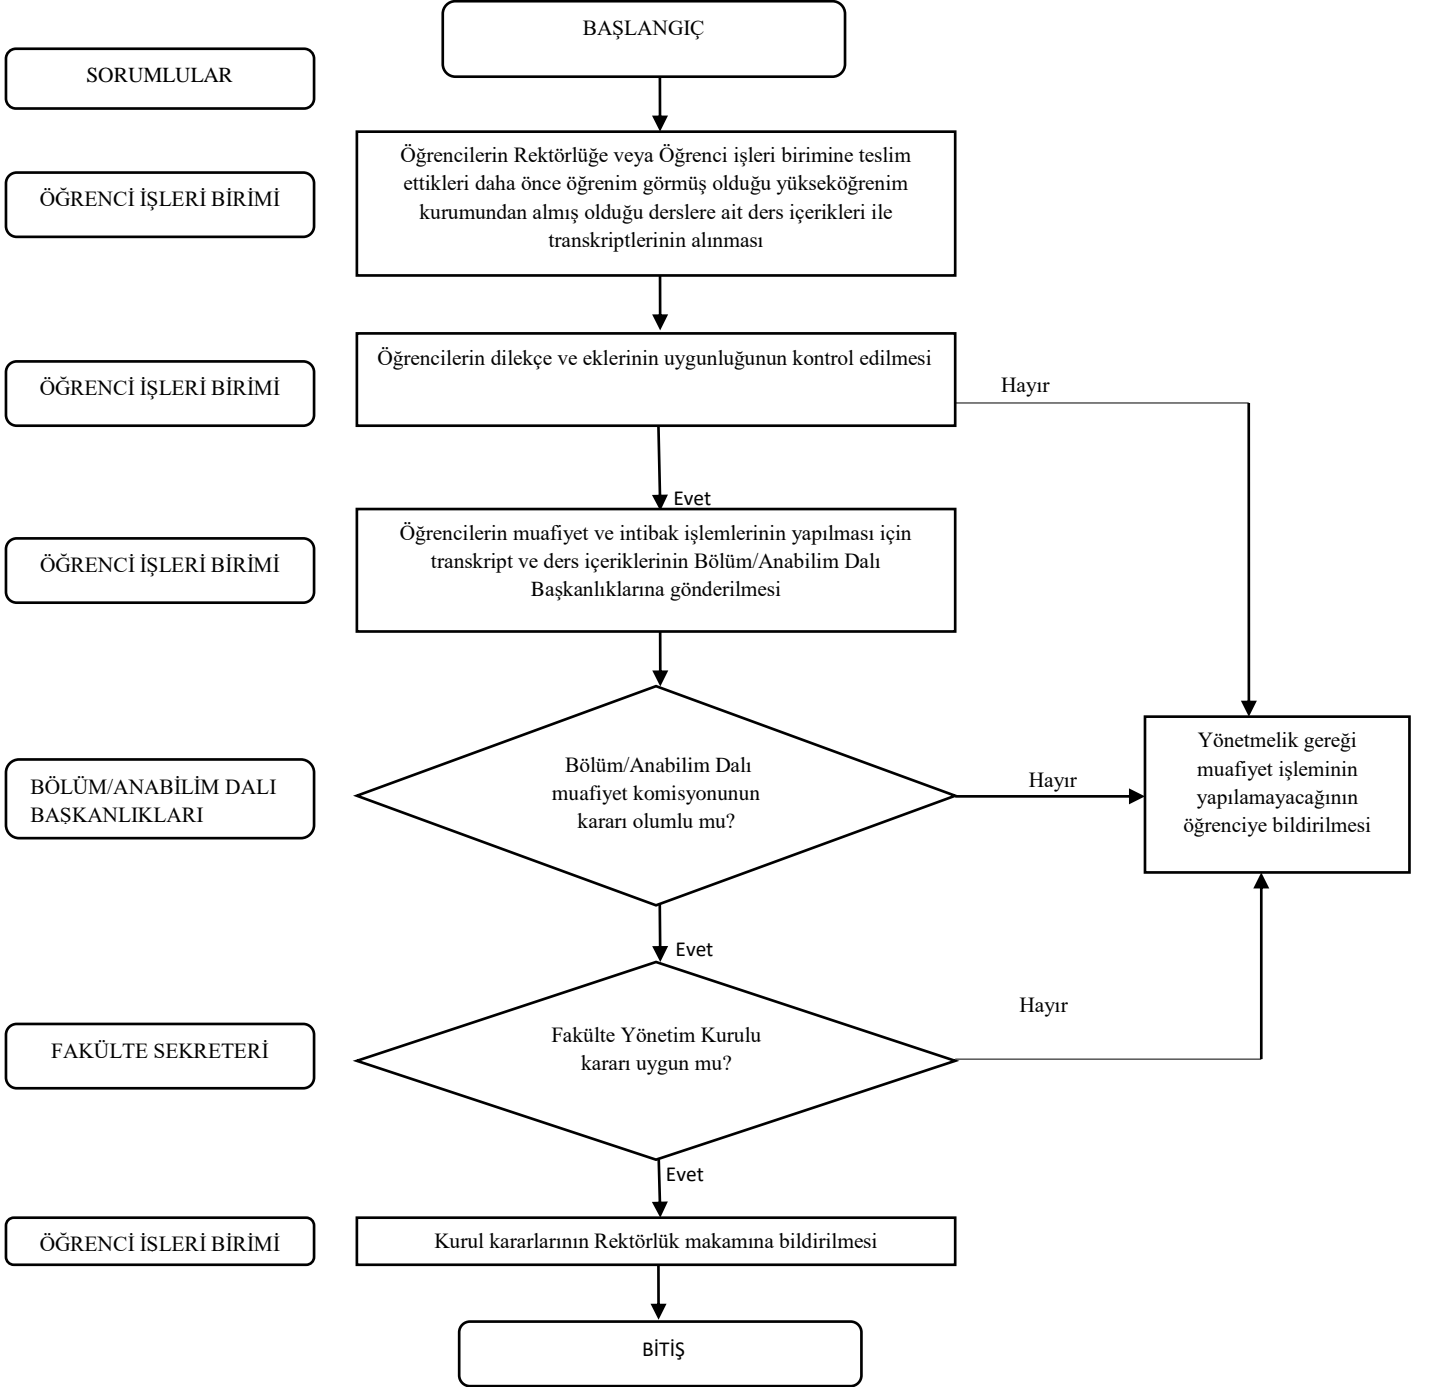 BAŞLANGIÇ
SORUMLULAR
Öğrencilerin Rektörlüğe veya Öğrenci işleri birimine teslim
ettikleri daha önce öğrenim görmüş olduğu yükseköğrenim
kurumundan almış olduğu derslere ait ders içerikleri ile
transkriptlerinin alınması
ÖĞRENCİ İŞLERİ BİRİMİ
Öğrencilerin dilekçe ve eklerinin uygunluğunun kontrol edilmesi
ÖĞRENCİ İŞLERİ BİRİMİ
Hayır
Evet
Öğrencilerin muafiyet ve intibak işlemlerinin yapılması için
transkript ve ders içeriklerinin Bölüm/Anabilim Dalı
Başkanlıklarına gönderilmesi
ÖĞRENCİ İŞLERİ BİRİMİ
Bölüm/Anabilim Dalı
muafiyet komisyonunun
kararı olumlu mu?
BÖLÜM/ANABİLİM DALI
BAŞKANLIKLARI
Hayır
Yönetmelik gereği
muafiyet işleminin
yapılamayacağının
öğrenciye bildirilmesi
Evet
Fakülte Yönetim Kurulu
kararı uygun mu?
FAKÜLTE SEKRETERİ
Hayır
Evet
ÖĞRENCİ İSLERİ BİRİMİ
Kurul kararlarının Rektörlük makamına bildirilmesi
BİTİŞ